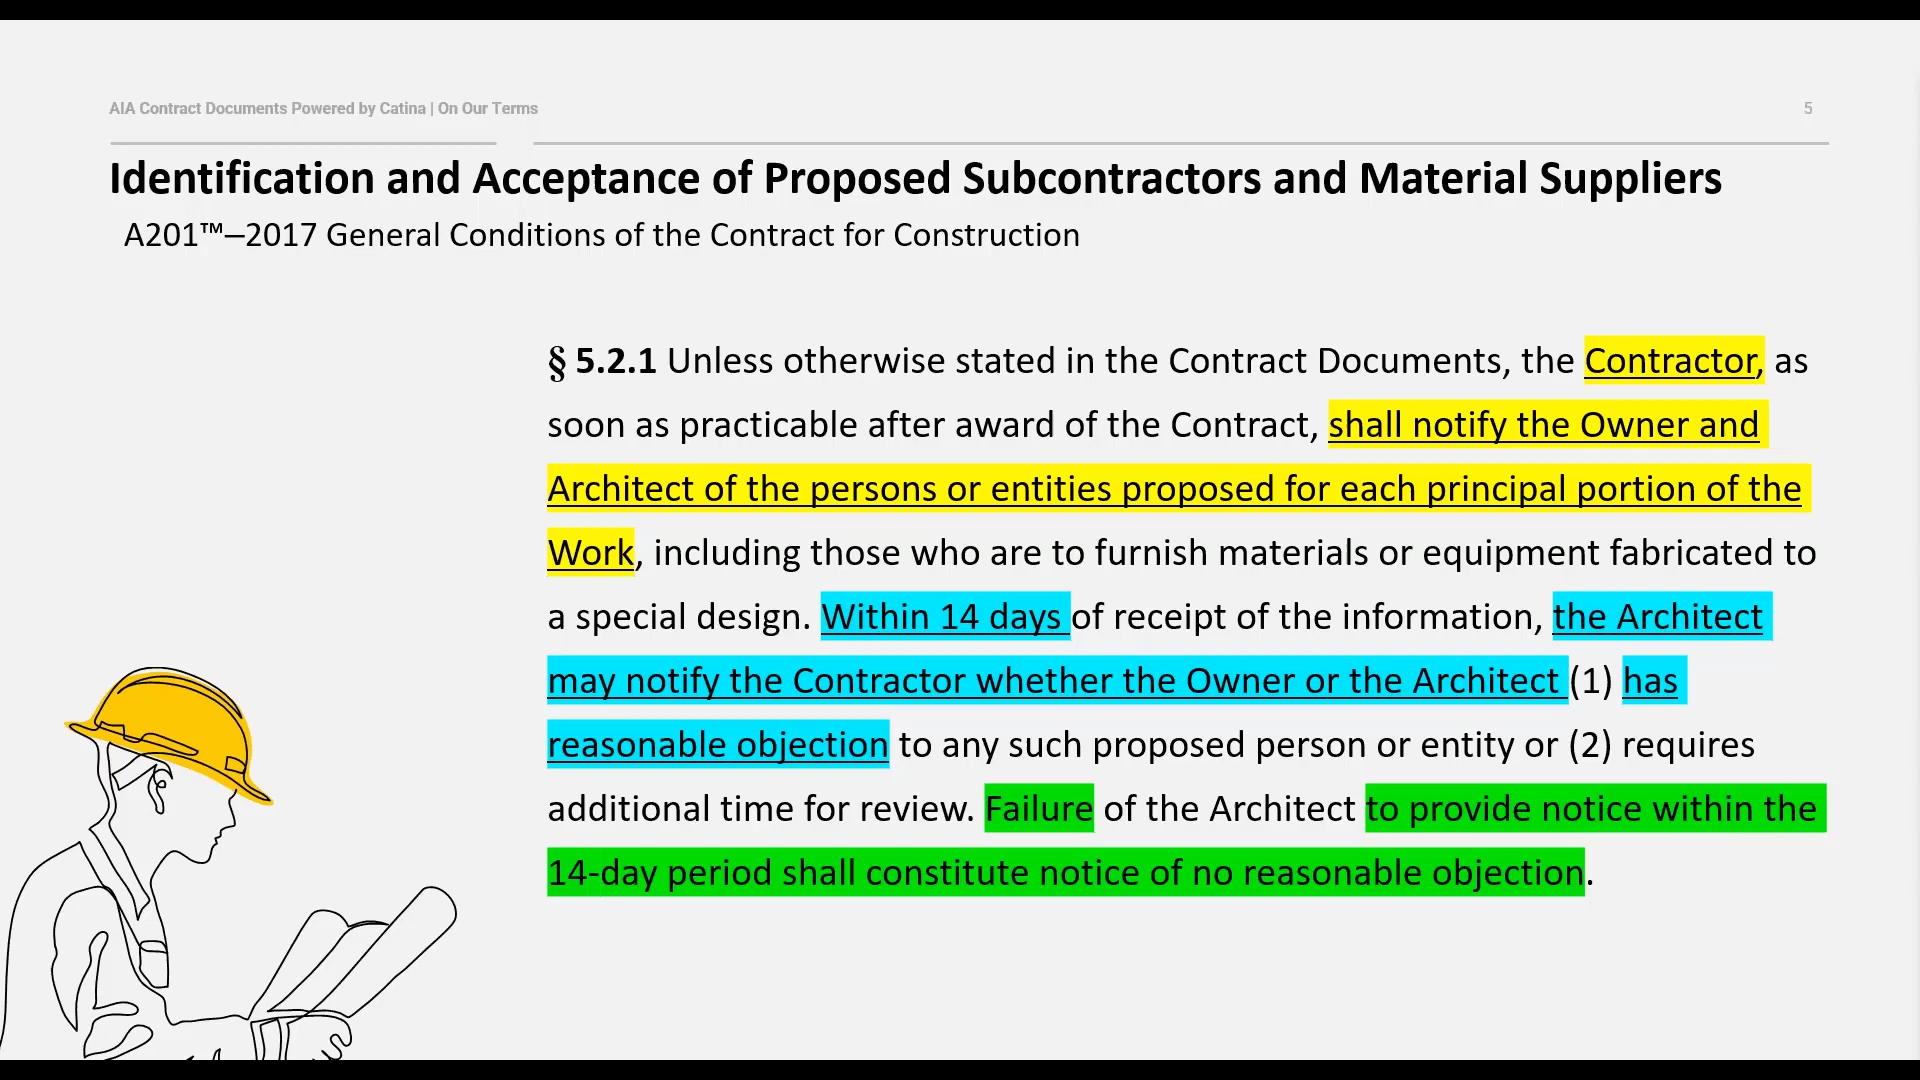 AIA Contract Documents Powered by Catina | On Our Terms
5
Identification and Acceptance of Proposed Subcontractors and Material Suppliers
A201™—2017 General Conditions of the Contract for Construction
§ 5.2.1 Unless otherwise stated in the Contract Documents, the Contractor, as
soon as practicable after award of the Contract, shall notify the Owner and
Architect of the persons or entities proposed for each principal portion of the
Work, including those who are to furnish materials or equipment fabricated to
a special design. Within 14 days of receipt of the information, the Architect
may notify the Contractor whether the Owner or the Architect (1) has
reasonable objection to any such proposed person or entity or (2) requires
additional time for review. Failure of the Architect to provide notice within the
14-day period shall constitute notice of no reasonable objection.